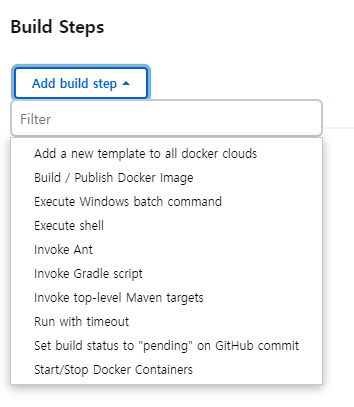 Build Steps
Add build step
Filter
Add a new template to all docker clouds
Build / Publish Docker Image
Execute Windows batch command
Execute shell
Invoke Ant
Invoke Gradle script
Invoke top-level Maven targets
Run with timeout
Set build status to "pending" on GitHub commit
Start/Stop Docker Containers